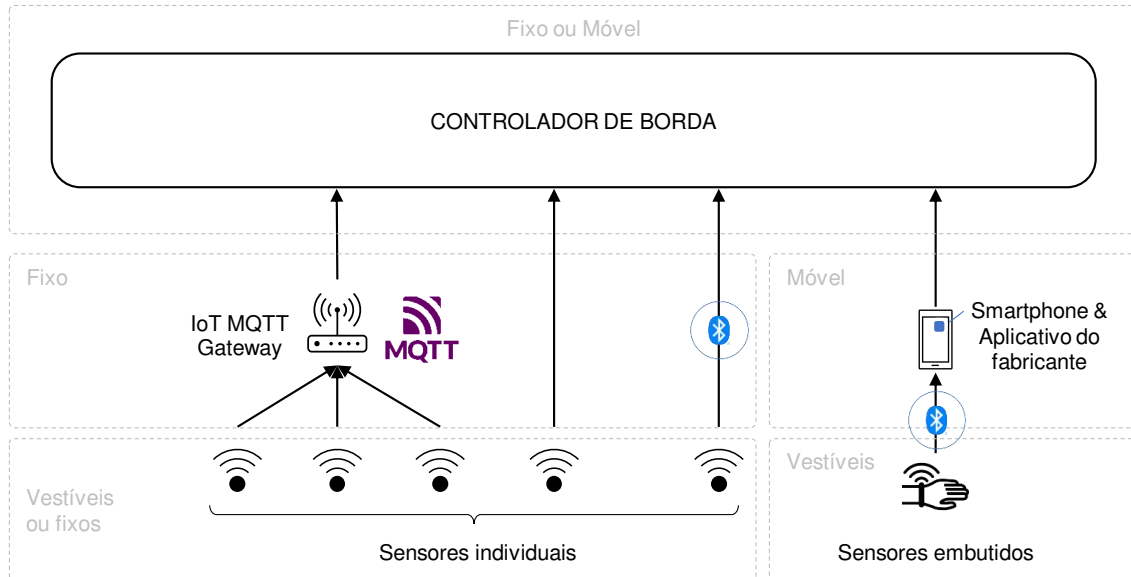 Fixo ou Móvel
CONTROLADOR DE BORDA
Fixo
Móvel
IoT MQTT
Gateway
MQTT
Smartphone &
Aplicativo do
fabricante
Vestíveis
ou fixos
Vestíveis
Sensores individuais
Sensores embutidos